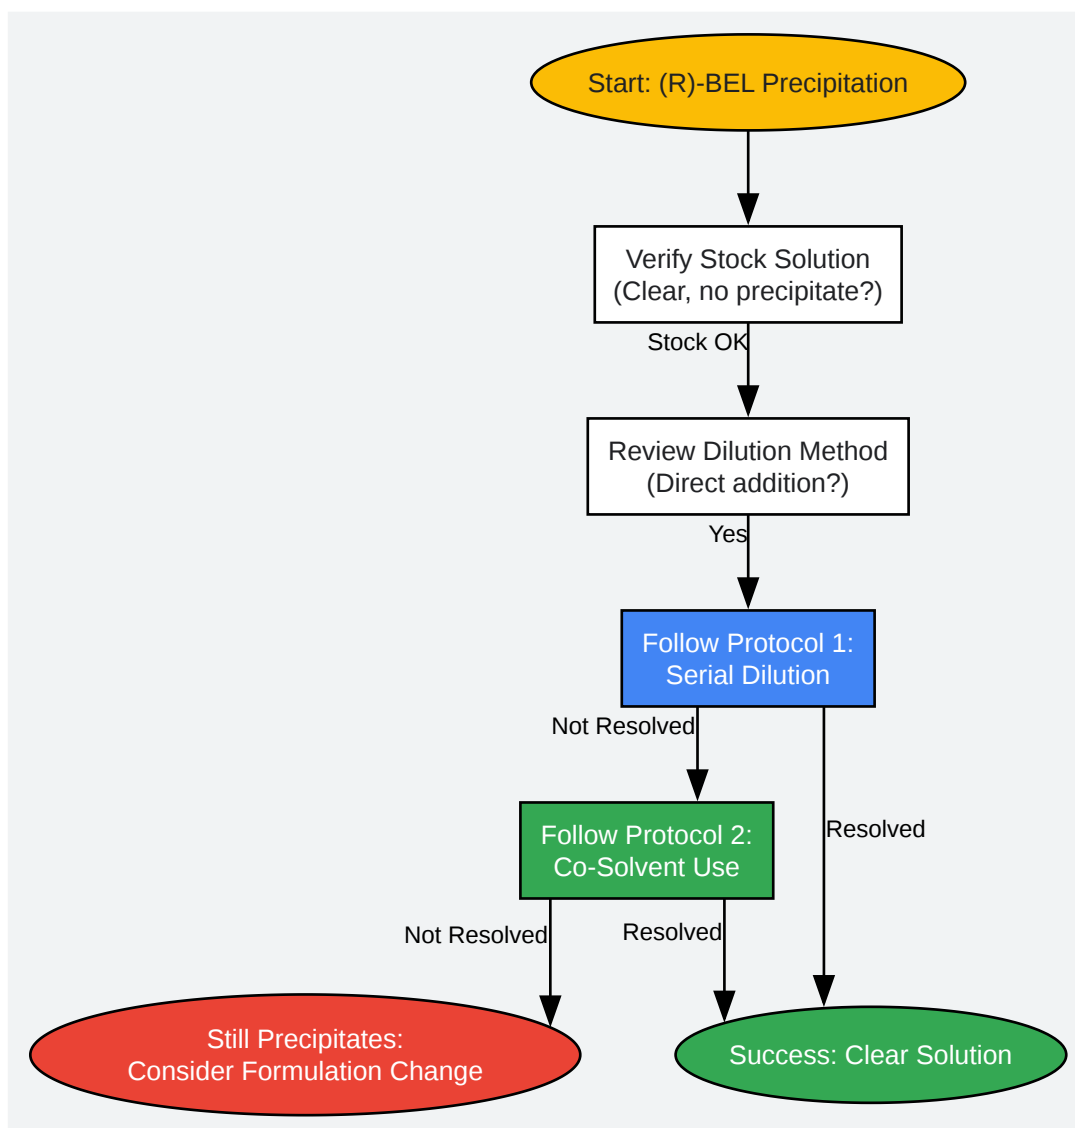 Start: (R)-BEL Precipitation
Verify Stock Solution
(Clear, no precipitate?)
Stock OK
Review Dilution Method
(Direct addition?)
Yes
Follow Protocol 1:
Serial Dilution
Not Resolved
Resolved
Follow Protocol 2:
Co-Solvent Use
Not Resolved
Resolved
Still Precipitates:
Consider Formulation Change
Success: Clear Solution